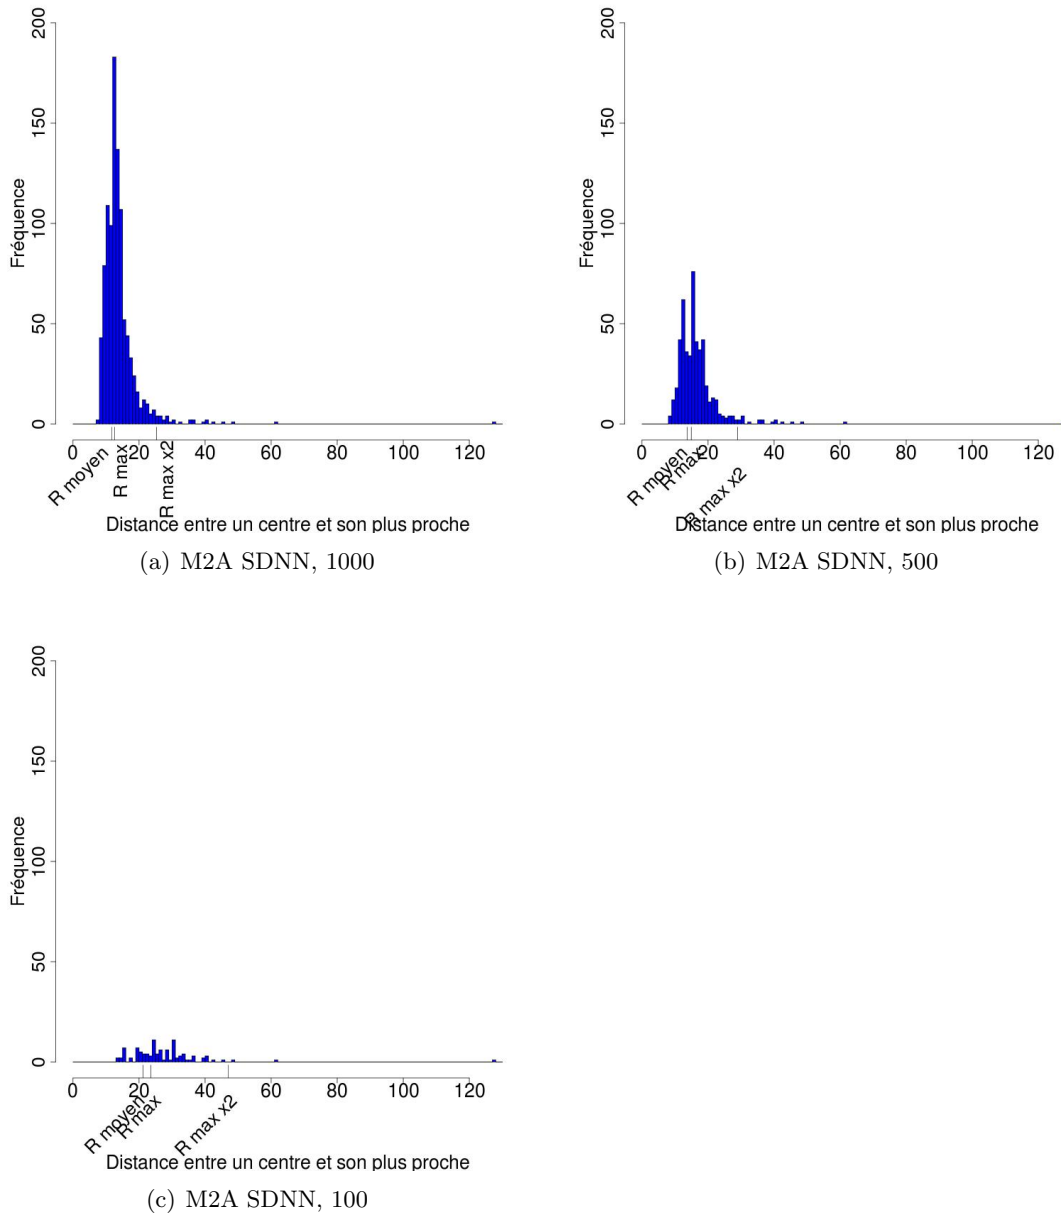 200
150
100
50
0
Fréquence
0 20 40 60 80 100 120
R moyen
R max
R max x2
Distance entre un centre et son plus proche
(a) M2A SDNN, 1000
200
150
100
50
0
Fréquence
0 20 40 60 80 100 120
R moyen
R max
R max x2
Distance entre un centre et son plus proche
(b) M2A SDNN, 500
200
150
100
50
0
Fréquence
0 20 40 60 80 100 120
R moyen
R max
R max x2
Distance entre un centre et son plus proche
(c) M2A SDNN, 100